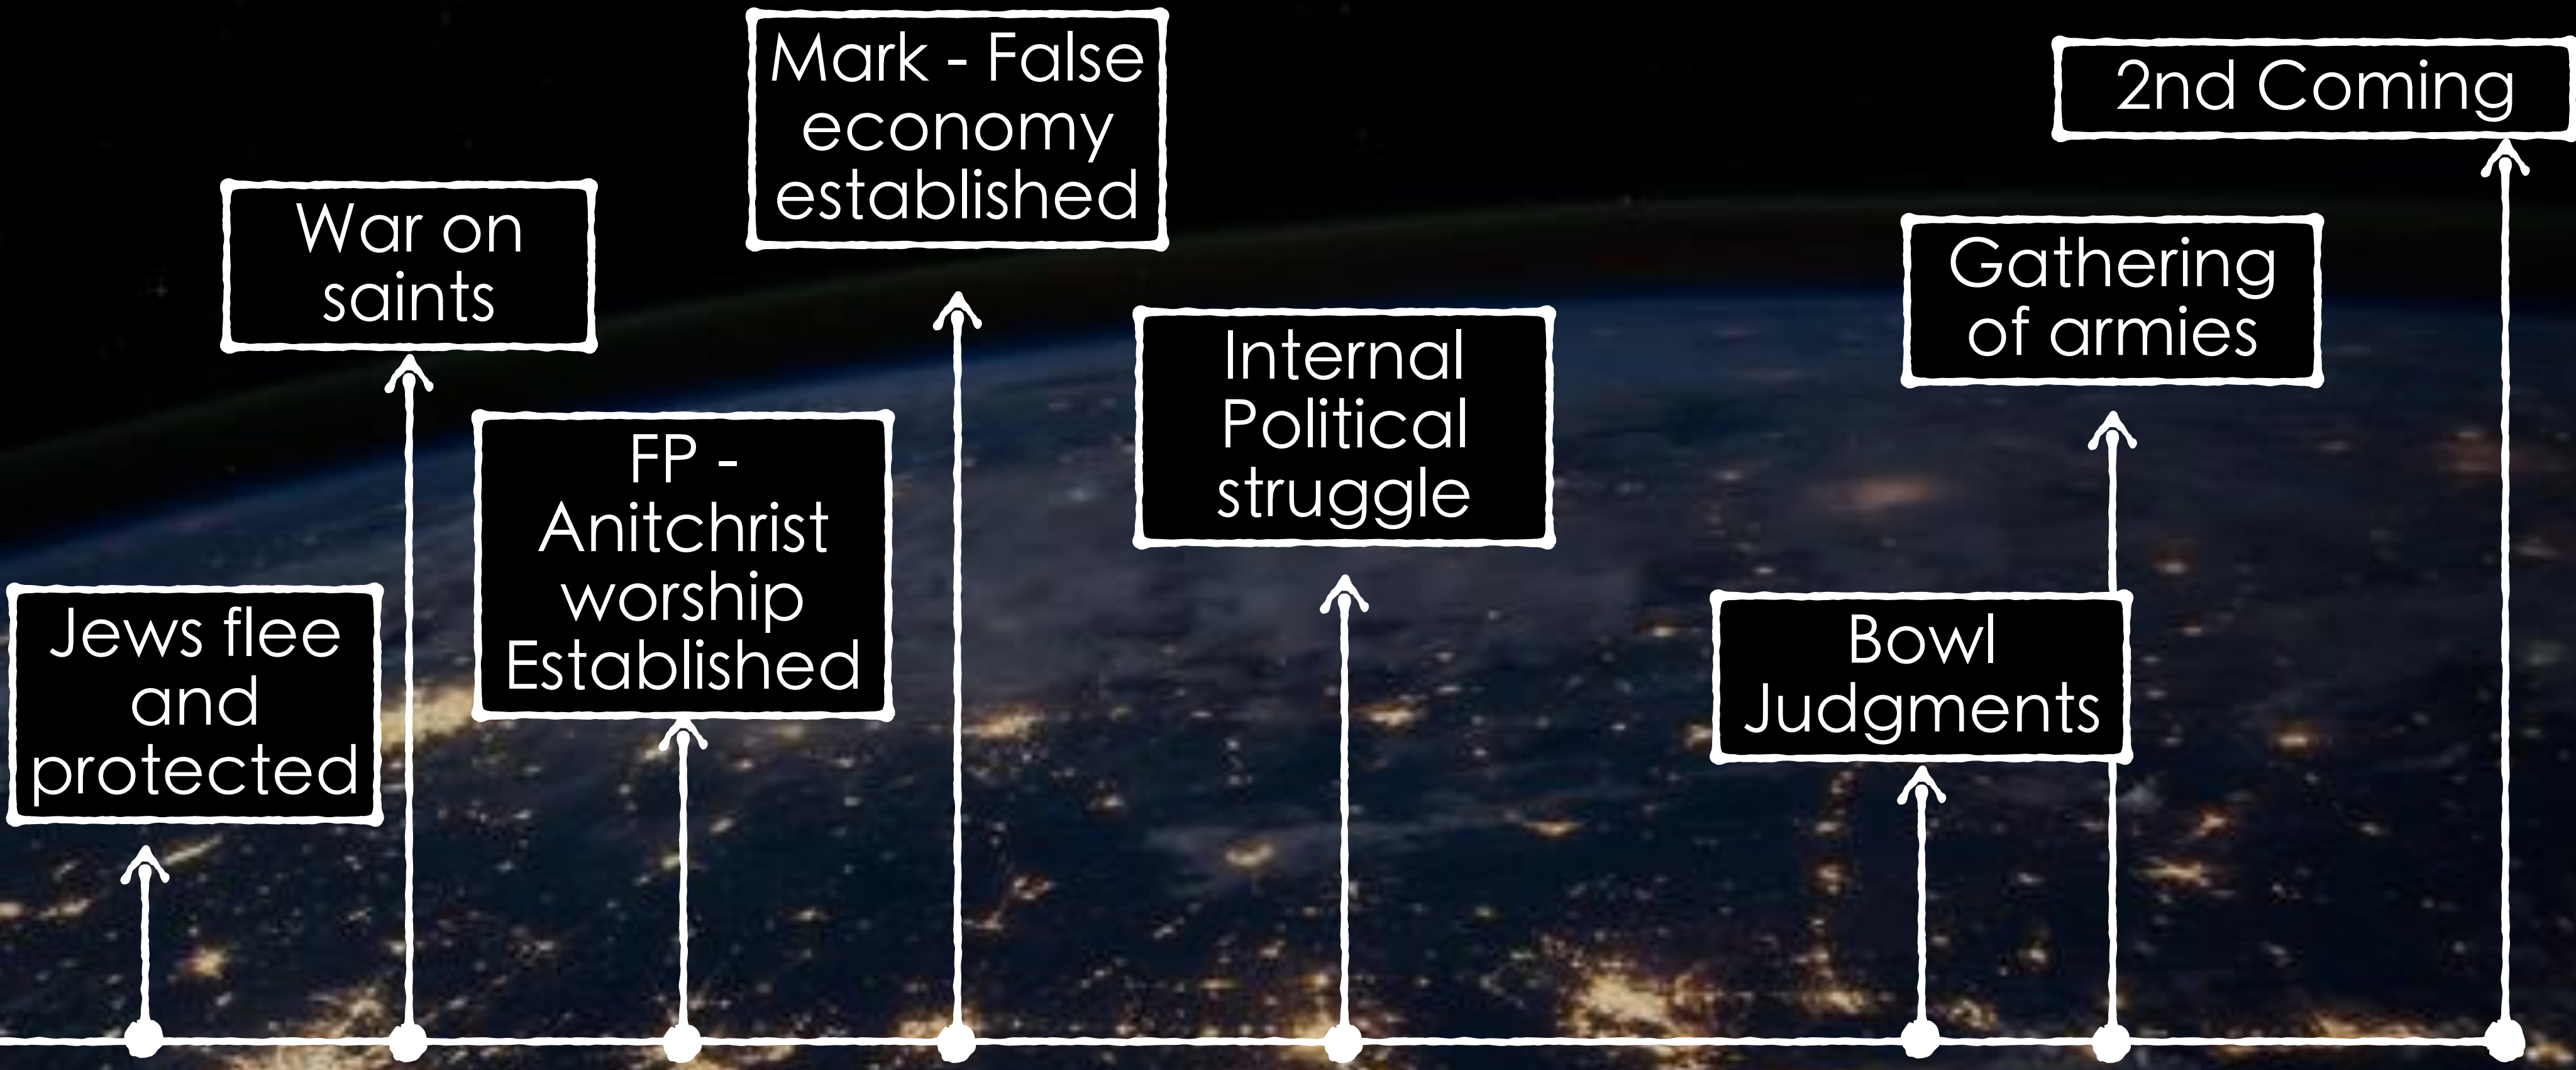 Jews flee
and
protected
War on
saints
FP -
Anitchrist
worship
Established
Mark - False
economy
established
Internal
Political
struggle
Bowl
Judgments
Gathering
of armies
2nd Coming